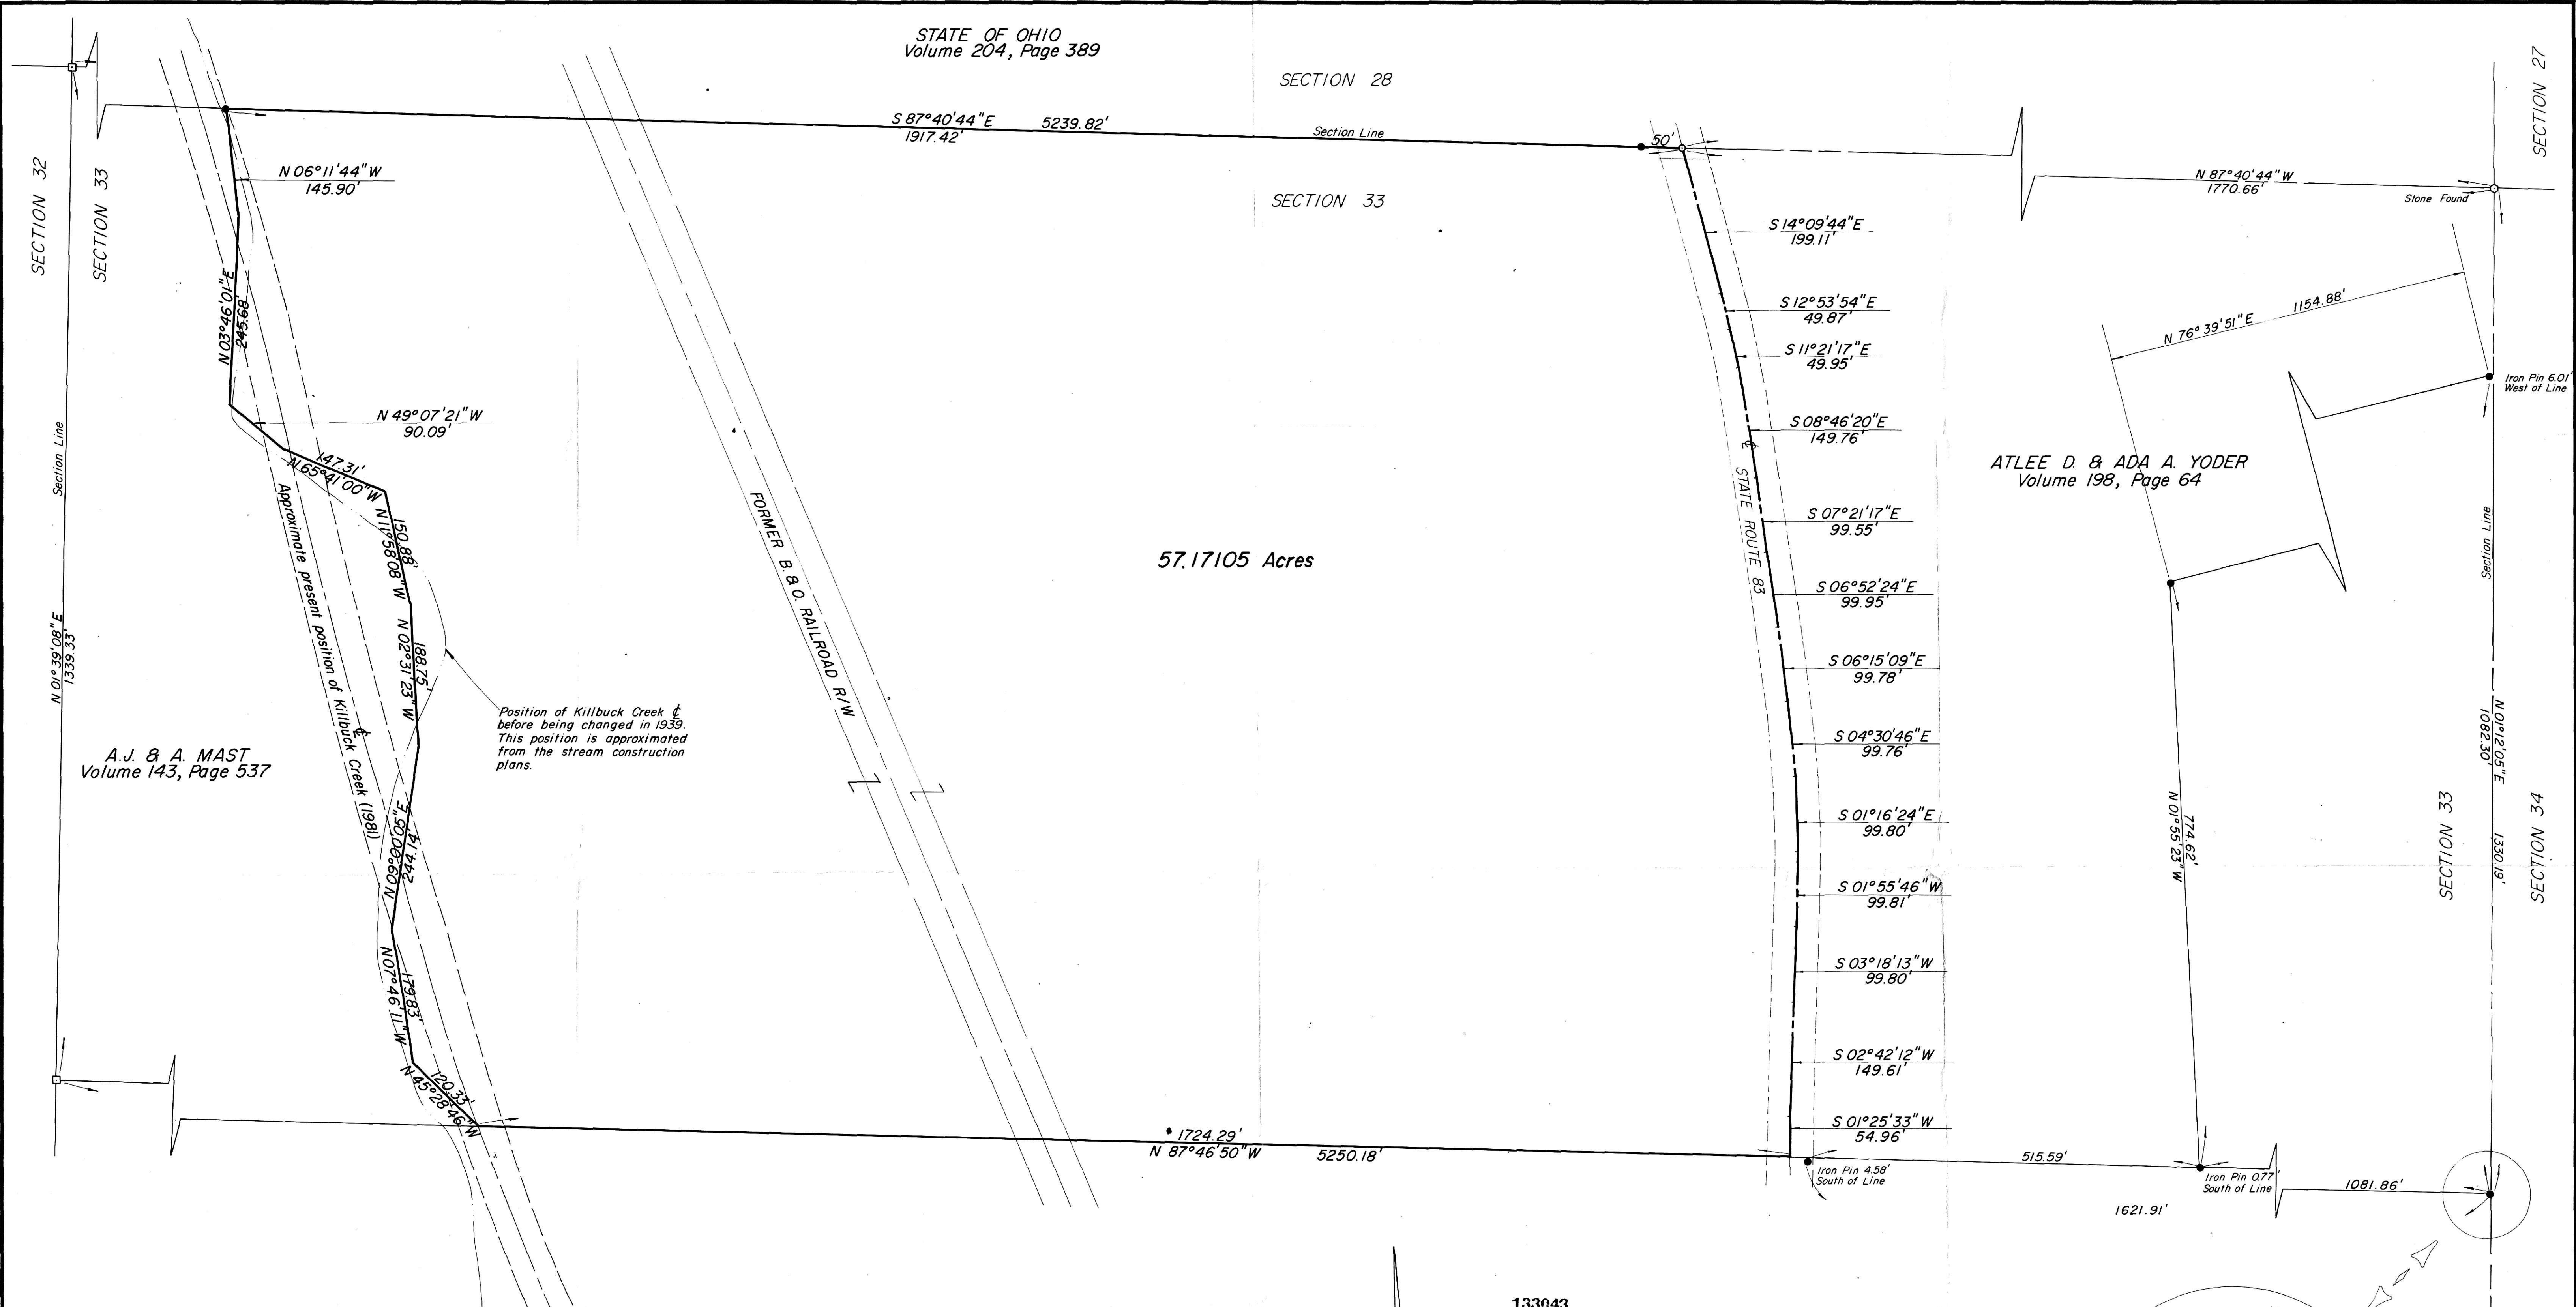 STATE OF OHIO
Volume 204, Page 389
SECTION 28
SECTION 27
S 87°40'44"E 5239.82'
1917.42'
Section Line
50'
SECTION 32
SECTION 33
N 06°11'44"W
145.90'
SECTION 33
N 87°40'44"W
1770.66'
Stone Found
S 14°09'44"E
199.11'
S 12°53'54"E
49.87'
S 11°21'17"E
49.95'
S 08°46'20"E
149.76'
S 07°21'17"E
99.55'
S 06°52'24"E
99.95'
S 06°15'09"E
99.78'
S 04°30'46"E
99.76'
S 01°16'24"E
99.80'
S 01°55'46"W
99.81'
S 03°18'13"W
99.80'
S 02°42'12"W
149.61'
S 01°25'33"W
54.96'
N 03°46'01"E
245.68'
N 49°07'21"W
90.09'
147.31'
N 65°41'00"W
150.88'
N 11°58'08"W
188.75'
N 02°31'23"W
N 09°00'05"E
244.14'
179.83'
N 07°46'11"W
120.33'
N 45°28'46"W
Section Line
N 01°39'08"E
1339.33'
Approximate present position of Killbuck Creek (1981)
℄
Position of Killbuck Creek ℄
before being changed in 1939.
This position is approximated
from the stream construction
plans.
A.J. & A. MAST
Volume 143, Page 537
FORMER B.&O. RAILROAD R/W
57.17105 Acres
℄ STATE ROUTE 83
ATLEE D. & ADA A. YODER
Volume 198, Page 64
N 76°39'51"E 1154.88'
Iron Pin 6.01'
West of Line
Section Line
N 01°12'05"E 1330.19'
1082.30'
774.62'
N 01°55'23"W
SECTION 33
SECTION 34
1724.29'
N 87°46'50"W 5250.18'
Iron Pin 4.58'
South of Line
515.59'
Iron Pin 0.77'
South of Line
1081.86'
1621.91'
133043